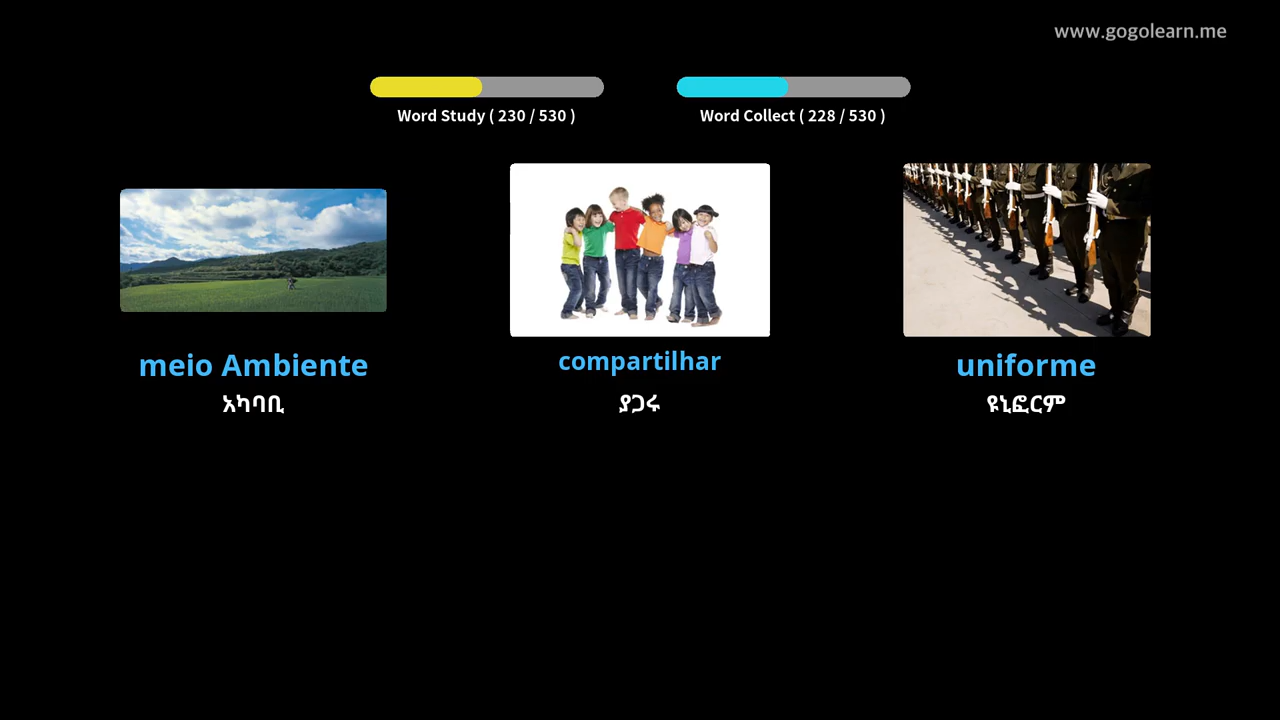 www.gogolearn.me
Word Study ( 230 / 530 )
Word Collect ( 228 / 530 )
meio Ambiente
አካባቢ
compartilhar
ያጋሩ
uniforme
ዩኒፎርም